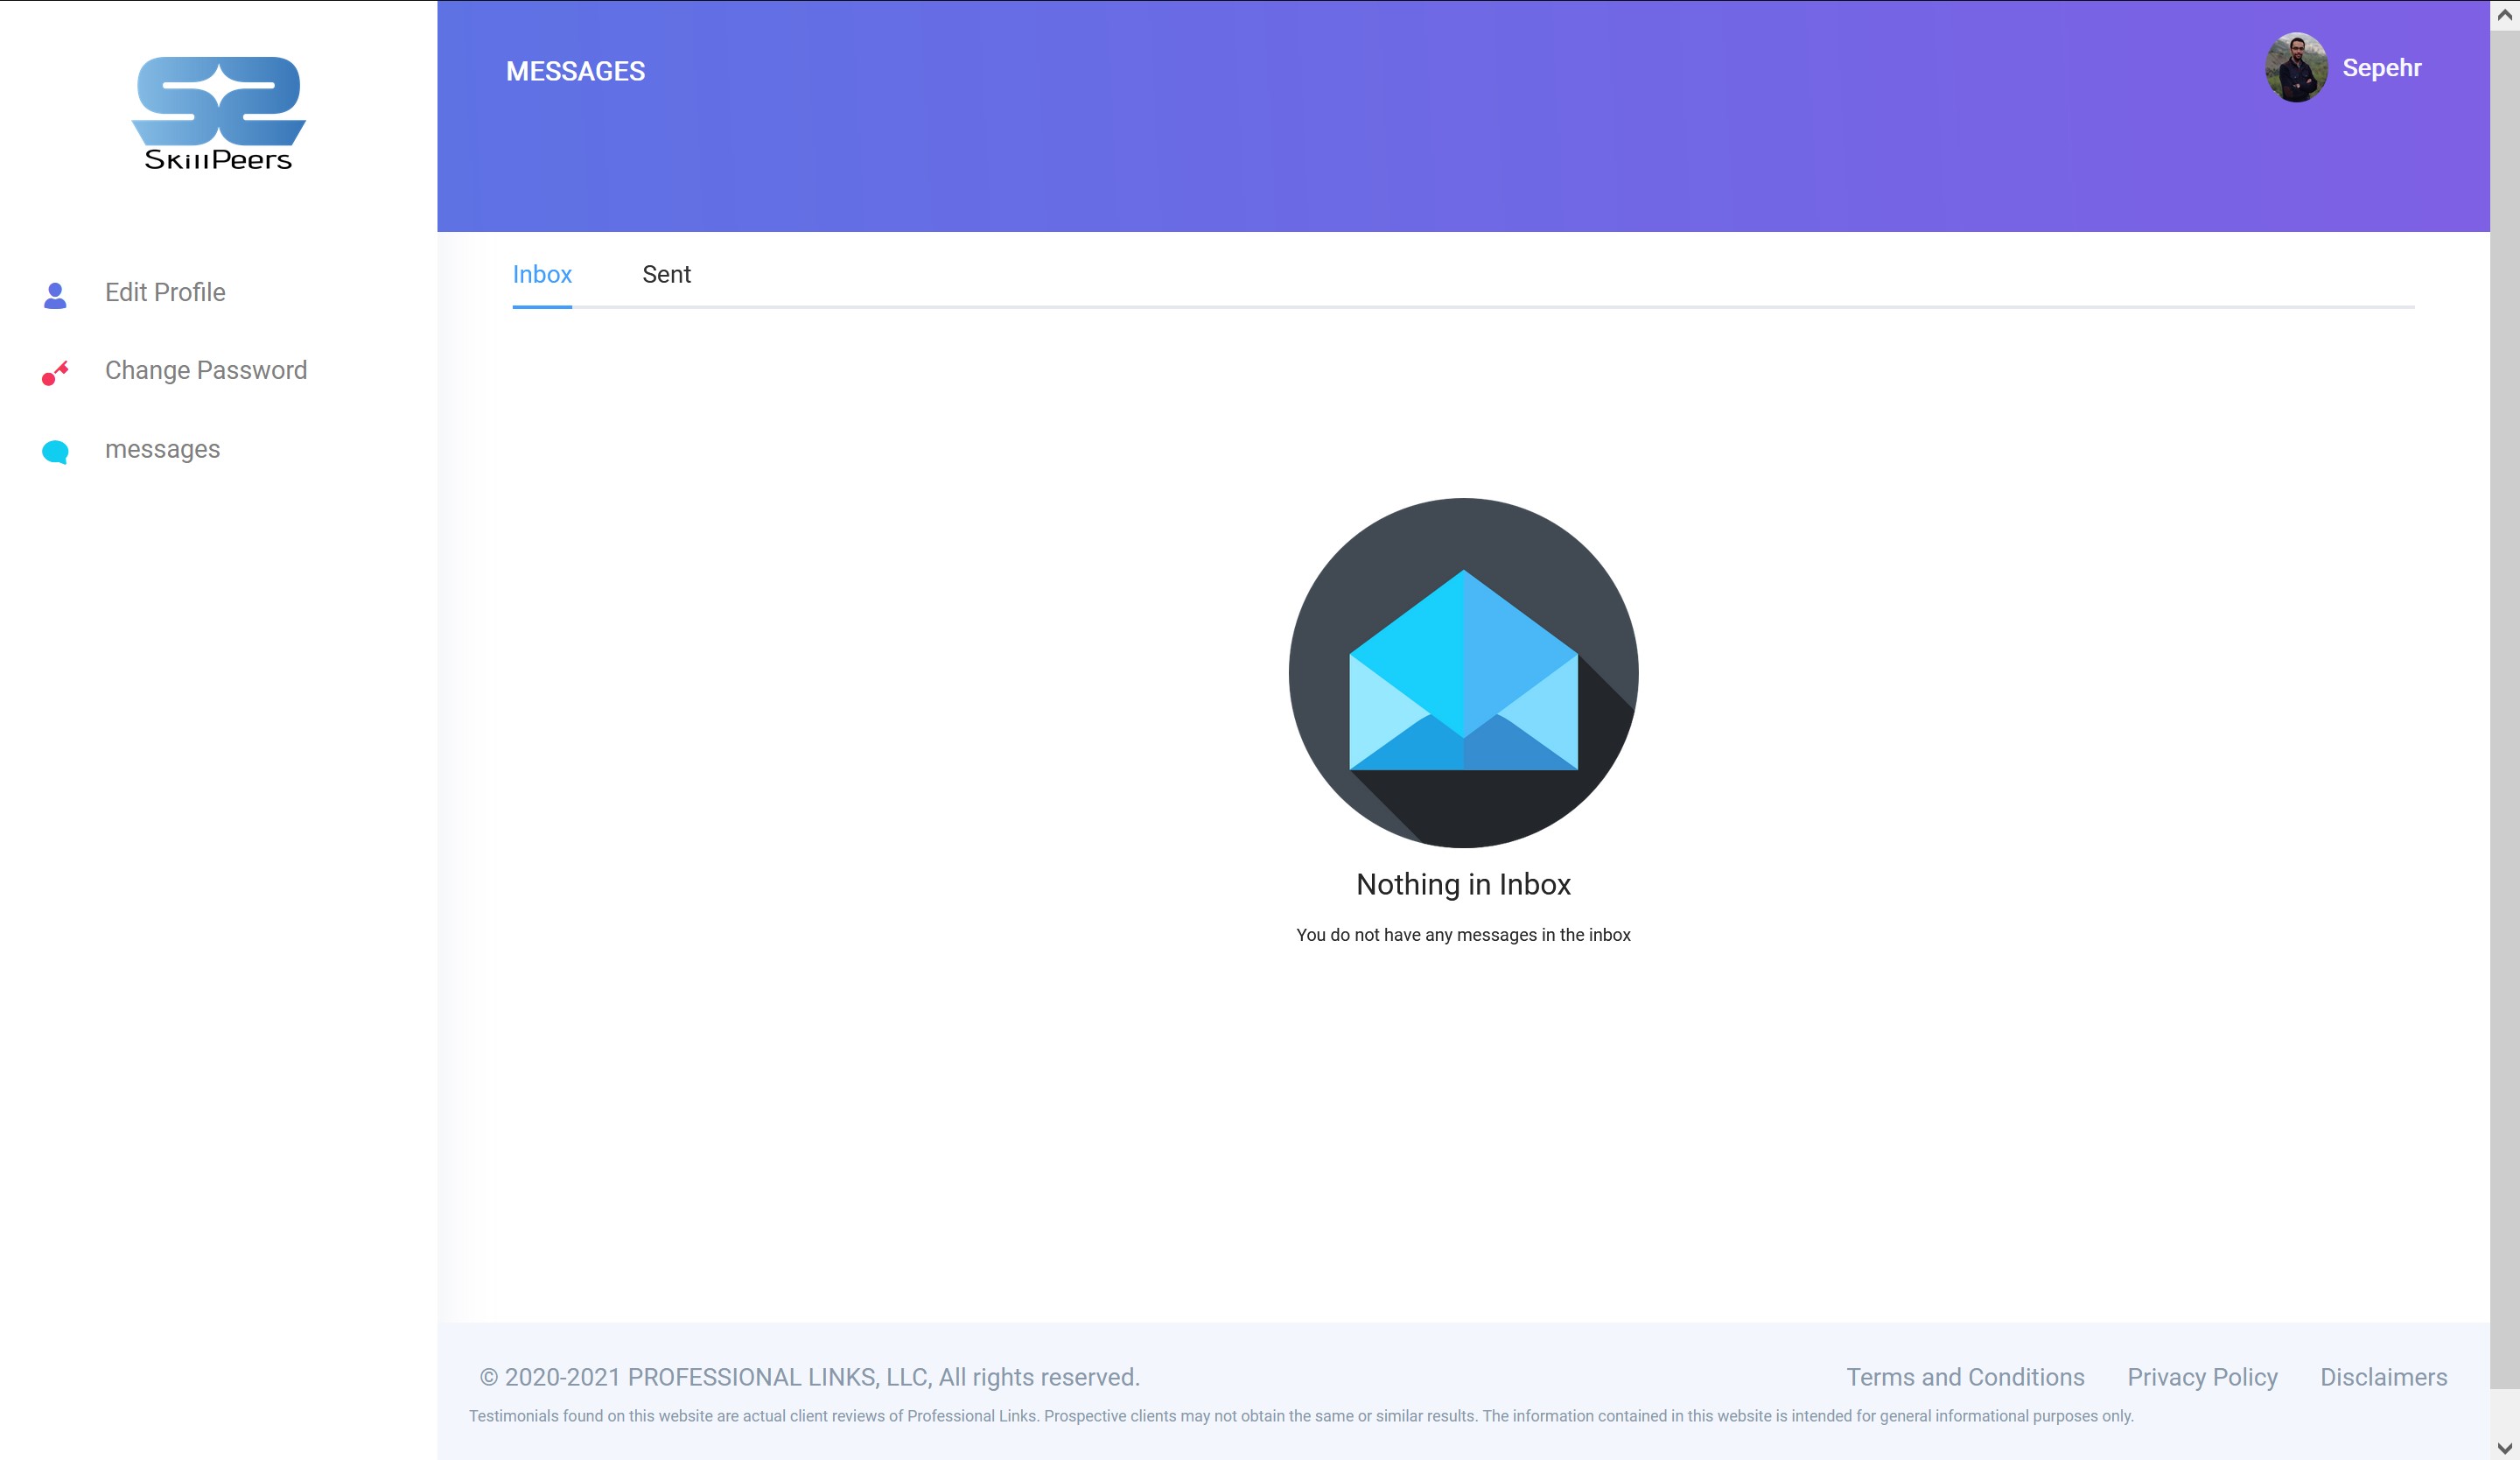 SkillPeers
Edit Profile
Change Password
messages
MESSAGES
Sepehr
Inbox
Sent
Nothing in Inbox
You do not have any messages in the inbox
© 2020-2021 PROFESSIONAL LINKS, LLC, All rights reserved.
Terms and Conditions
Privacy Policy
Disclaimers
Testimonials found on this website are actual client reviews of Professional Links. Prospective clients may not obtain the same or similar results. The information contained in this website is intended for general informational purposes only.